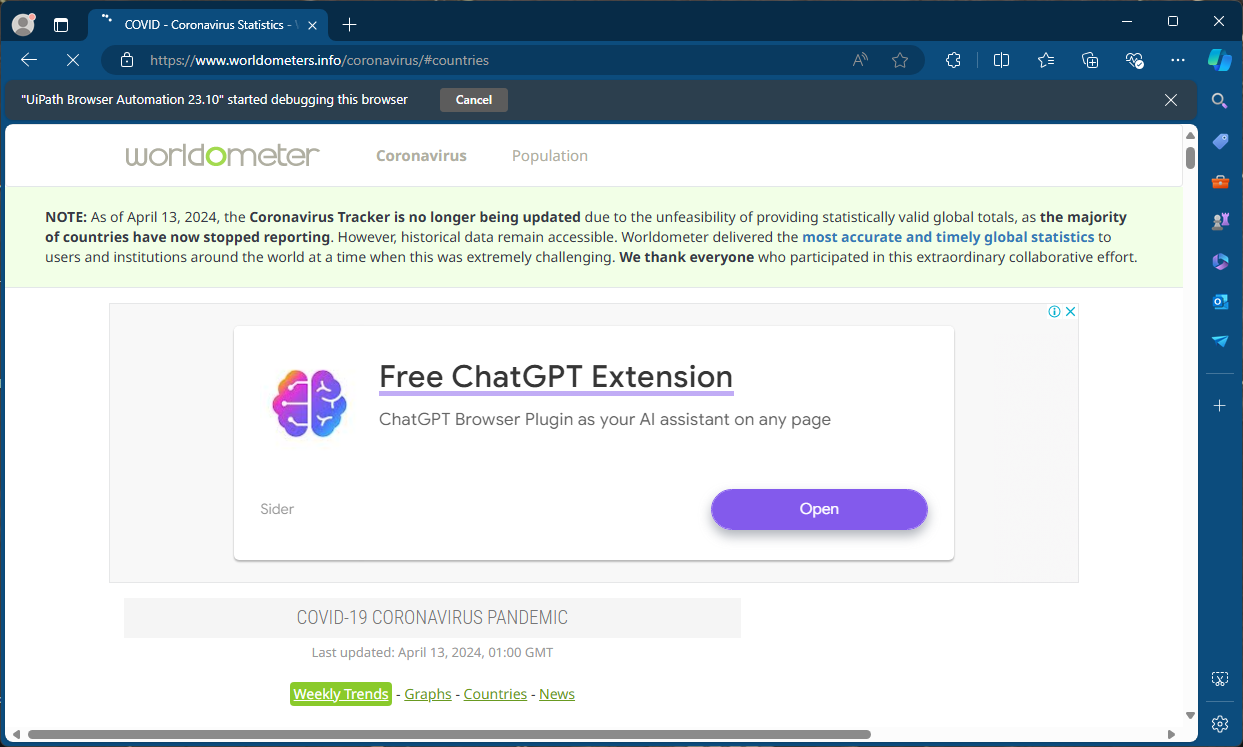 COVID - Coronavirus Statistics -
https://www.worldometers.info/coronavirus/#countries
"UiPath Browser Automation 23.10" started debugging this browser
Cancel
worldometer
Coronavirus
Population
NOTE: As of April 13, 2024, the Coronavirus Tracker is no longer being updated due to the unfeasibility of providing statistically valid global totals, as the majority
of countries have now stopped reporting. However, historical data remain accessible. Worldometer delivered the most accurate and timely global statistics to
users and institutions around the world at a time when this was extremely challenging. We thank everyone who participated in this extraordinary collaborative effort.
Free ChatGPT Extension
ChatGPT Browser Plugin as your AI assistant on any page
Sider
Open
COVID-19 CORONAVIRUS PANDEMIC
Last updated: April 13, 2024, 01:00 GMT
Weekly Trends - Graphs - Countries - News